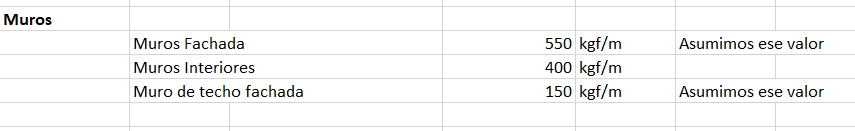 Muros
Muros Fachada 550 kgf/m Asumimos ese valor
Muros Interiores 400 kgf/m
Muro de techo fachada 150 kgf/m Asumimos ese valor